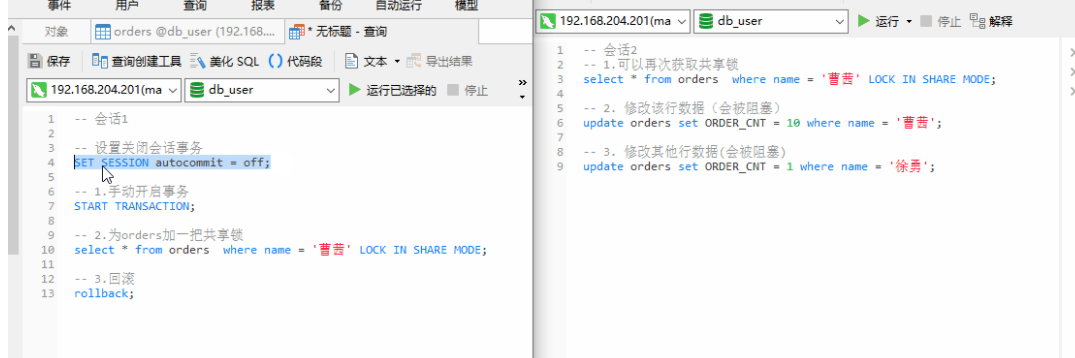 事件 用户 查询 报表 备份 自动运行 模型
对象 orders @db_user (192.168.... * 无标题 - 查询
保存 查询创建工具 美化 SQL () 代码段 文本 导出结果
192.168.204.201(ma db_user 运行已选择的 停止 »
1 -- 会话1
2
3 -- 设置关闭会话事务
4 SET SESSION autocommit = off;
5
6 -- 1.手动开启事务
7 START TRANSACTION;
8
9 -- 2.为orders加一把共享锁
10 select * from orders  where name = '曹茜' LOCK IN SHARE MODE;
11
12 -- 3.回滚
13 rollback;
192.168.204.201(ma db_user 运行 停止 解释
1 -- 会话2
2 -- 1.可以再次获取共享锁
3 select * from orders  where name = '曹茜' LOCK IN SHARE MODE;
4
5 -- 2. 修改该行数据（会被阻塞）
6 update orders set ORDER_CNT = 10 where name = '曹茜';
7
8 -- 3. 修改其他行数据(会被阻塞)
9 update orders set ORDER_CNT = 1 where name = '徐勇';